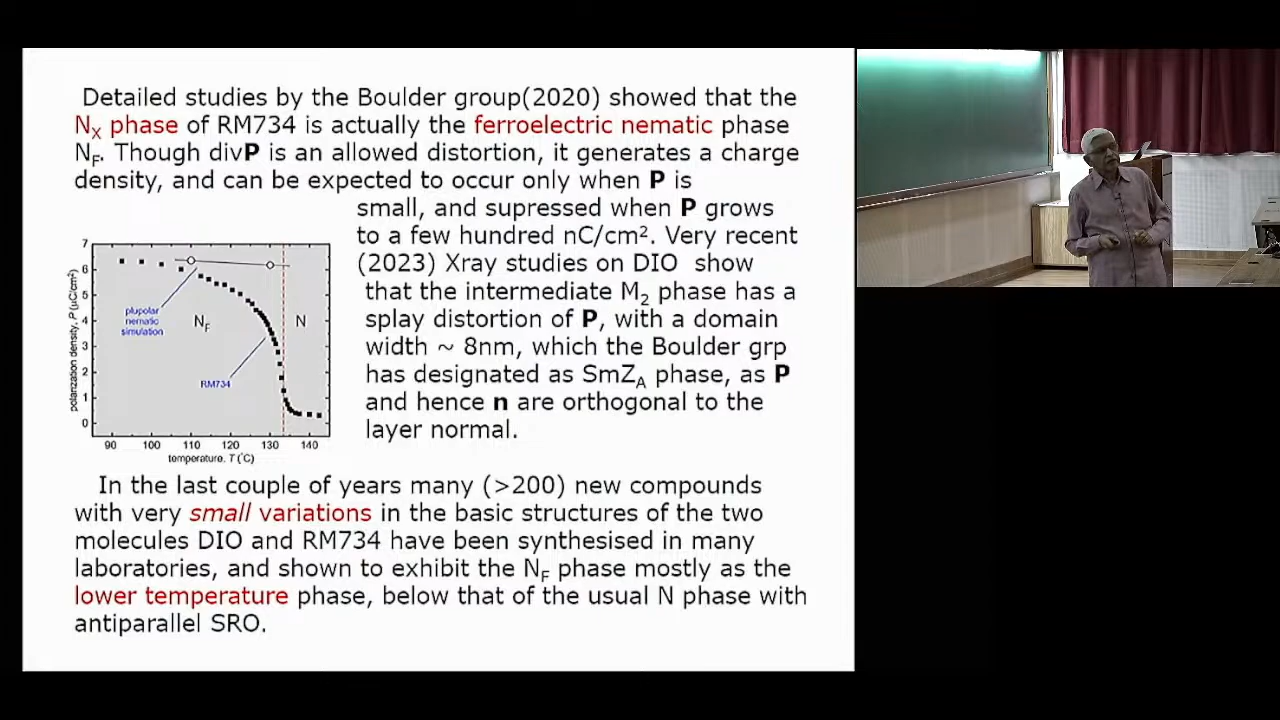 Detailed studies by the Boulder group(2020) showed that the
Nₓ phase of RM734 is actually the ferroelectric nematic phase
N_F. Though divP is an allowed distortion, it generates a charge
density, and can be expected to occur only when P is
small, and supressed when P grows
to a few hundred nC/cm². Very recent
(2023) Xray studies on DIO show
that the intermediate M₂ phase has a
splay distortion of P, with a domain
width ~ 8nm, which the Boulder grp
has designated as SmZ_A phase, as P
and hence n are orthogonal to the
layer normal.
polarization density, P (μC/cm²)
7
6
5
4
3
2
1
0
plupolar
nematic
simulation
N_F
N
RM734
90 100 110 120 130 140
temperature, T (°C)
In the last couple of years many (>200) new compounds
with very small variations in the basic structures of the two
molecules DIO and RM734 have been synthesised in many
laboratories, and shown to exhibit the N_F phase mostly as the
lower temperature phase, below that of the usual N phase with
antiparallel SRO.